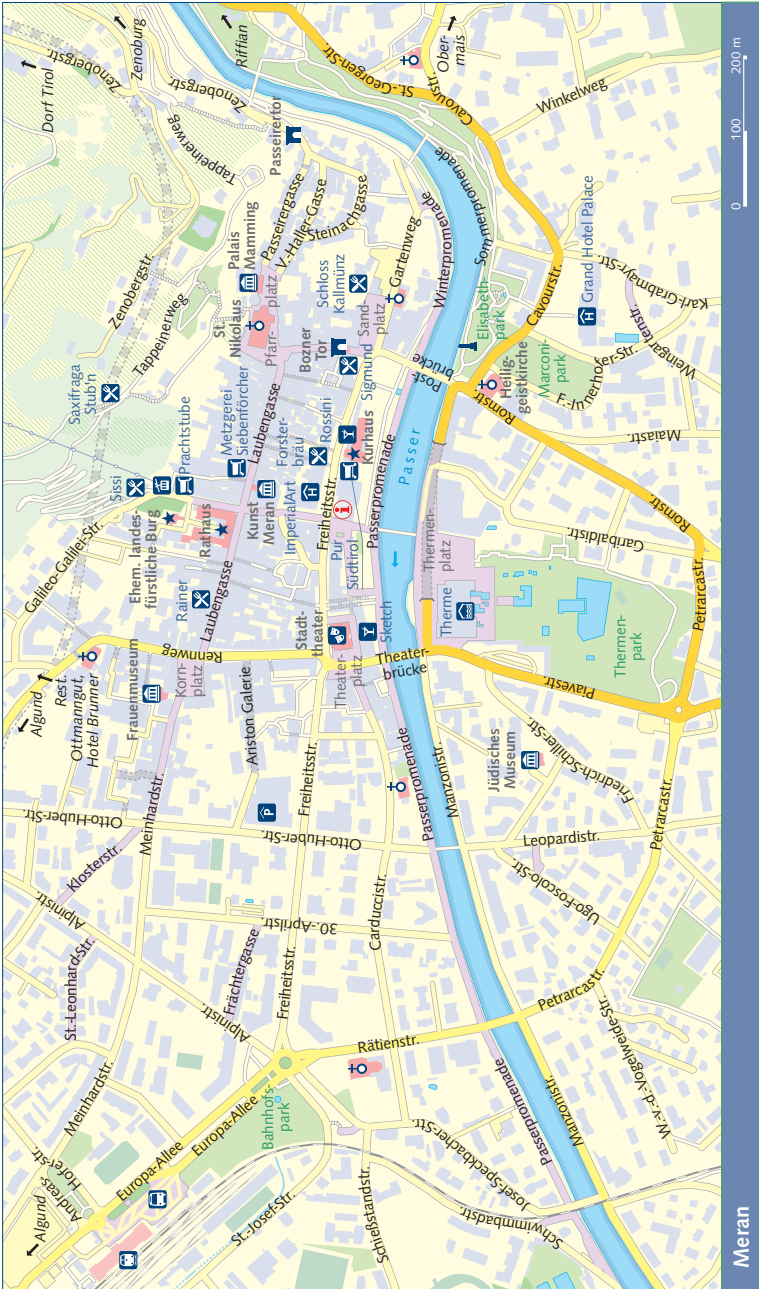 Meran
0 100 200 m
Algund
Andreas-
Hofer-Str.
Meinhardstr.
Europa-Allee
Europa-Allee
St.-Josef-Str.
Bahnhofs-
park
Schießstandstr.
Josef-Speckbacher-Str.
Schwimmbadstr.
Passerpromenade
Manzonistr.
W.-v.-d.-Vogelweide-Str.
Petrarcastr.
Rätienstr.
St.-Leonhard-Str.
Alpinistr.
Alpinistr.
Klosterstr.
Frächtergasse
Freiheitsstr.
30.-Aprilstr.
Carduccistr.
Otto-Huber-Str.
Otto-Huber-Str.
Meinhardstr.
P
Freiheitsstr.
Ariston Galerie
Passerpromenade
Manzonistr.
Ugo-Foscolo-Str.
Leopardistr.
Petrarcastr.
Friedrich-Schiller-Str.
Jüdisches
Museum
Piavestr.
Algund
Rest.
Ottmanngut,
Hotel Brunner
Frauenmuseum
Korn-
platz
Rennweg
Galileo-Galilei-Str.
Rainer
Laubengasse
Stadt-
theater
Theater-
platz
Theater-
brücke
Sketch
Therme
Thermen-
platz
Thermen-
park
Petrarcastr.
Garibaldistr.
Romstr.
Romstr.
Maiastr.
Ehem. landes-
fürstliche Burg
Rathaus
Sissi
Prachtstube
Kunst
Meran
ImperialArt
Freiheitsstr.
i
Pur
Südtirol
Passerpromenade
Passer
Metzgerei
Siebenförcher
Laubengasse
Forster-
bräu
Rossini
Kurhaus
Saxifraga
Stub'n
Tappeinerweg
Zenobergstr.
St.
Nikolaus
Pfarr-
platz
Palais
Mamming
Bozner
Tor
Sigmund
Sand-
platz
Schloss
Kallmünz
Post-
brücke
Heilig-
geistkirche
Marconi-
park
F.-Innerhofer-Str.
Weingartenstr.
Karl-Grabmayr-Str.
Grand Hotel Palace
Cavourstr.
Elisabeth-
park
Sommerpromenade
Winterpromenade
Gartenweg
Steinachgasse
V.-Haller-Gasse
Passeirergasse
Passeirertor
Tappeinerweg
Zenobergstr.
Zenobergstr.
Zenobergstr.
Dorf Tirol
Zenoburg
Riffian
St.-Georgen-Str.
Cavourstr.
Ober-
mais
Winkelweg